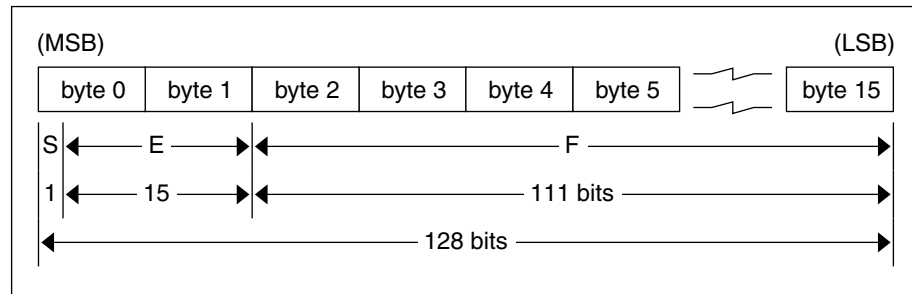 (MSB) (LSB)
byte 0 byte 1 byte 2 byte 3 byte 4 byte 5 byte 15
S E F
1 15 111 bits
128 bits